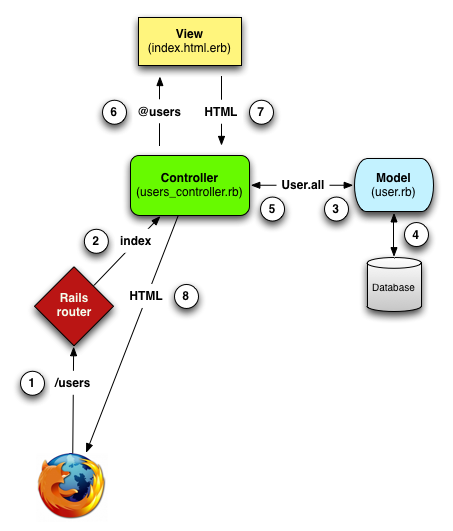 View
(index.html.erb)
6
@users
HTML
7
Controller
(users_controller.rb)
User.all
Model
(user.rb)
5
3
2
index
4
Rails
router
HTML
8
Database
1
/users